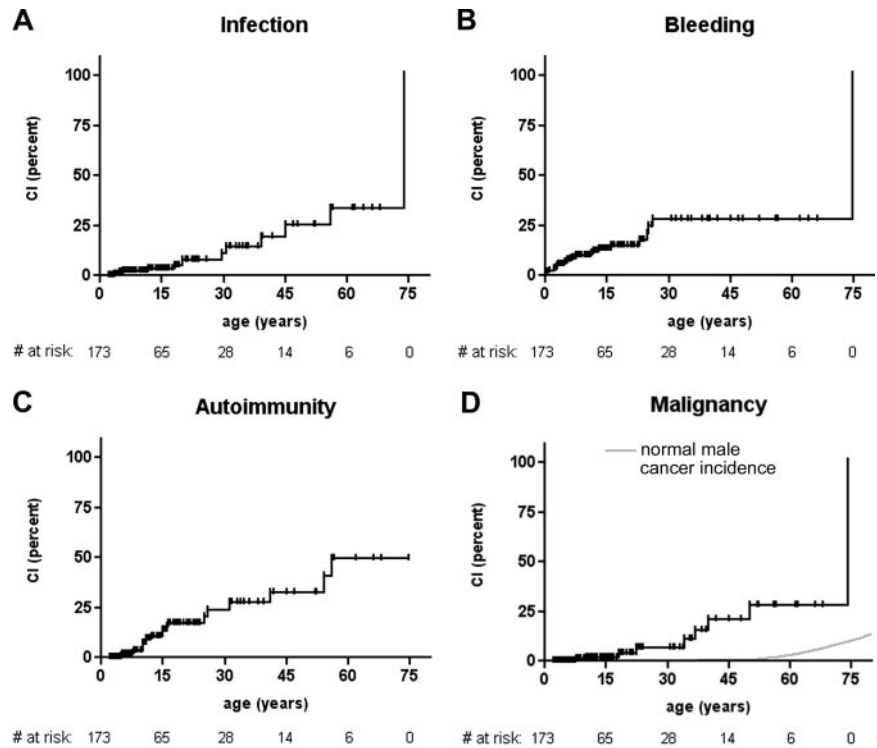 A
Infection
CI (percent)
100
75
50
25
0
0 15 30 45 60 75
age (years)
# at risk: 173 65 28 14 6 0
B
Bleeding
CI (percent)
100
75
50
25
0
0 15 30 45 60 75
age (years)
# at risk: 173 65 28 14 6 0
C
Autoimmunity
CI (percent)
100
75
50
25
0
0 15 30 45 60 75
age (years)
# at risk: 173 65 28 14 6 0
D
Malignancy
normal male
cancer incidence
CI (percent)
100
75
50
25
0
0 15 30 45 60 75
age (years)
# at risk: 173 65 28 14 6 0